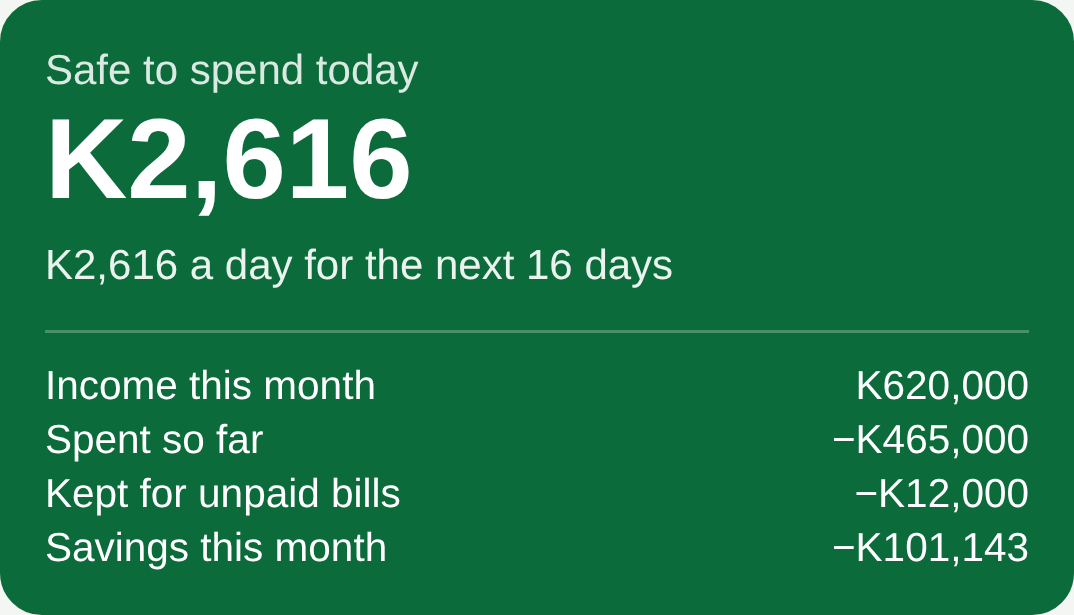 Safe to spend today
K2,616
K2,616 a day for the next 16 days
Income this month K620,000
Spent so far −K465,000
Kept for unpaid bills −K12,000
Savings this month −K101,143